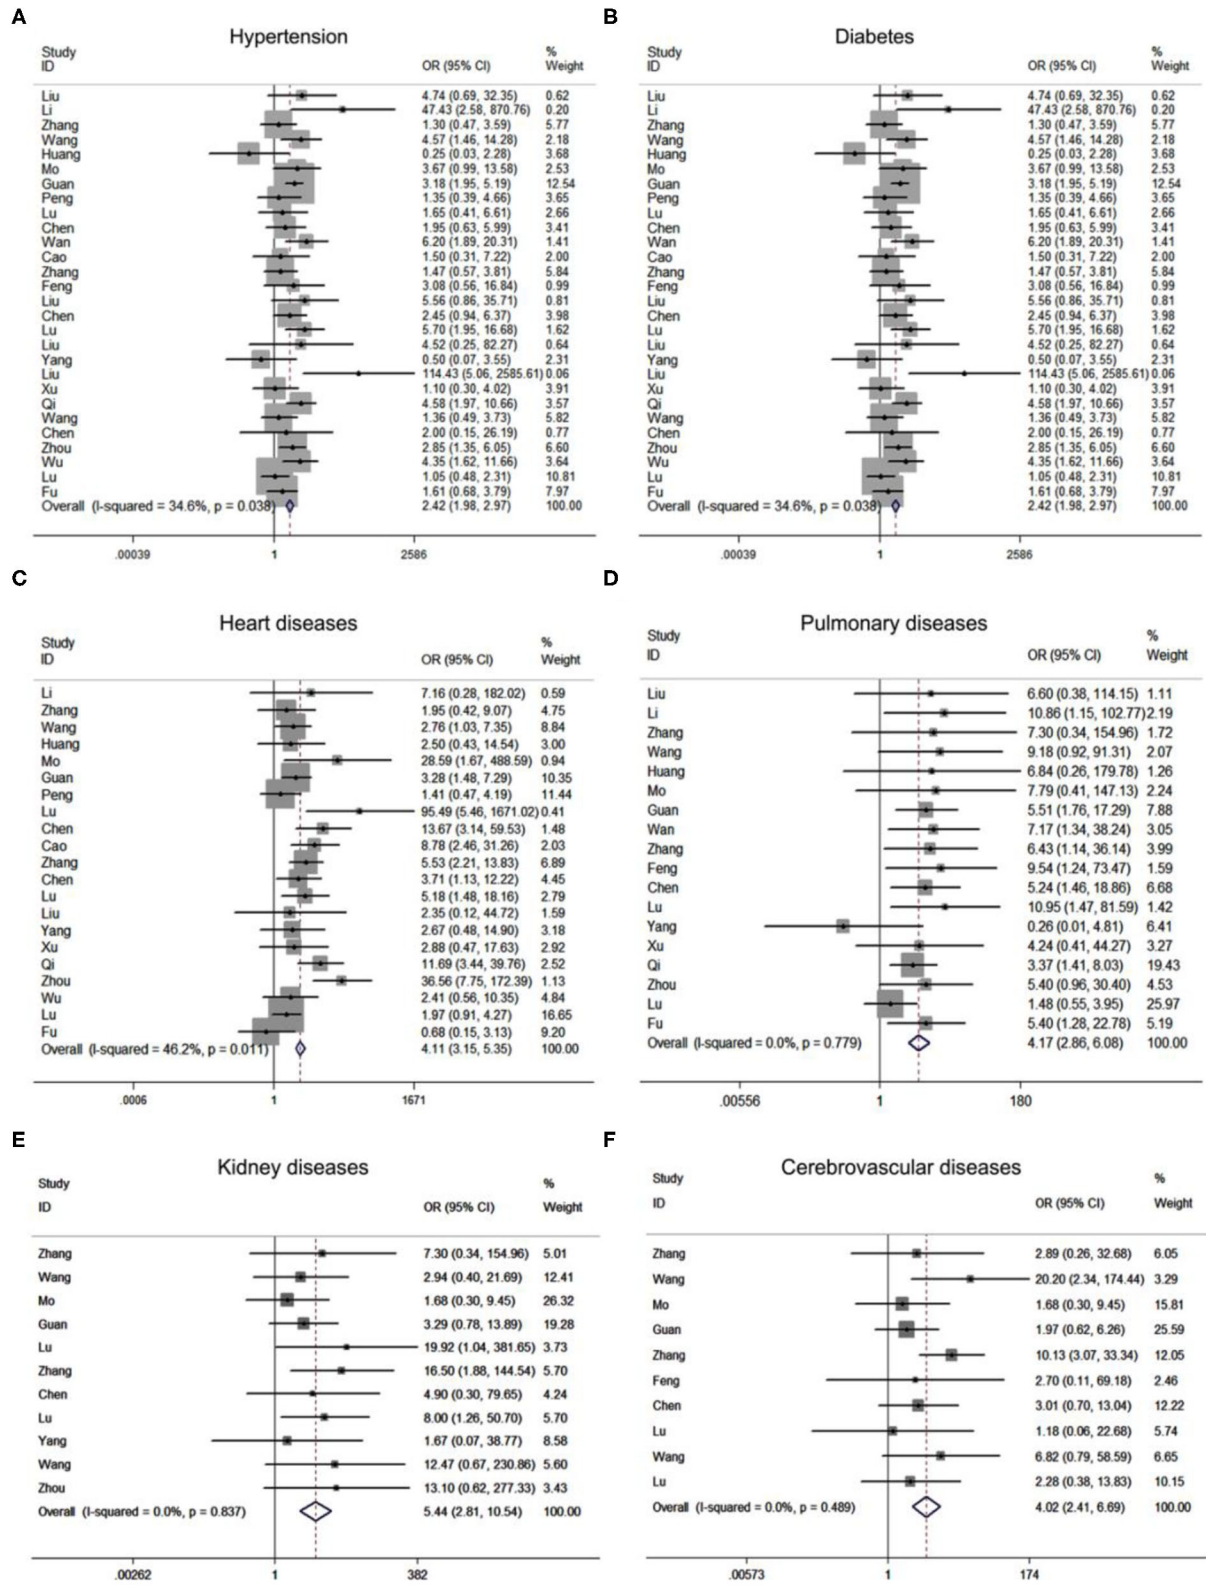 A
Hypertension
Study
ID
OR (95% CI)
%
Weight
Liu 4.74 (0.69, 32.35) 0.62
Li 47.43 (2.58, 870.76) 0.20
Zhang 1.30 (0.47, 3.59) 5.77
Wang 4.57 (1.46, 14.28) 2.18
Huang 0.25 (0.03, 2.28) 3.68
Mo 3.67 (0.99, 13.58) 2.53
Guan 3.18 (1.95, 5.19) 12.54
Peng 1.35 (0.39, 4.66) 3.65
Lu 1.65 (0.41, 6.61) 2.66
Chen 1.95 (0.63, 5.99) 3.41
Wan 6.20 (1.89, 20.31) 1.41
Cao 1.50 (0.31, 7.22) 2.00
Zhang 1.47 (0.57, 3.81) 5.84
Feng 3.08 (0.56, 16.84) 0.99
Liu 5.56 (0.86, 35.71) 0.81
Chen 2.45 (0.94, 6.37) 3.98
Lu 5.70 (1.95, 16.68) 1.62
Liu 4.52 (0.25, 82.27) 0.64
Yang 0.50 (0.07, 3.55) 2.31
Liu 114.43 (5.06, 2585.61) 0.06
Xu 1.10 (0.30, 4.02) 3.91
Qi 4.58 (1.97, 10.66) 3.57
Wang 1.36 (0.49, 3.73) 5.82
Chen 2.00 (0.15, 26.19) 0.77
Zhou 2.85 (1.35, 6.05) 6.60
Wu 4.35 (1.62, 11.66) 3.64
Lu 1.05 (0.48, 2.31) 10.81
Fu 1.61 (0.68, 3.79) 7.97
Overall (I-squared = 34.6%, p = 0.038) 2.42 (1.98, 2.97) 100.00
.00039 1 2586
B
Diabetes
Study
ID
OR (95% CI)
%
Weight
Liu 4.74 (0.69, 32.35) 0.62
Li 47.43 (2.58, 870.76) 0.20
Zhang 1.30 (0.47, 3.59) 5.77
Wang 4.57 (1.46, 14.28) 2.18
Huang 0.25 (0.03, 2.28) 3.68
Mo 3.67 (0.99, 13.58) 2.53
Guan 3.18 (1.95, 5.19) 12.54
Peng 1.35 (0.39, 4.66) 3.65
Lu 1.65 (0.41, 6.61) 2.66
Chen 1.95 (0.63, 5.99) 3.41
Wan 6.20 (1.89, 20.31) 1.41
Cao 1.50 (0.31, 7.22) 2.00
Zhang 1.47 (0.57, 3.81) 5.84
Feng 3.08 (0.56, 16.84) 0.99
Liu 5.56 (0.86, 35.71) 0.81
Chen 2.45 (0.94, 6.37) 3.98
Lu 5.70 (1.95, 16.68) 1.62
Liu 4.52 (0.25, 82.27) 0.64
Yang 0.50 (0.07, 3.55) 2.31
Liu 114.43 (5.06, 2585.61) 0.06
Xu 1.10 (0.30, 4.02) 3.91
Qi 4.58 (1.97, 10.66) 3.57
Wang 1.36 (0.49, 3.73) 5.82
Chen 2.00 (0.15, 26.19) 0.77
Zhou 2.85 (1.35, 6.05) 6.60
Wu 4.35 (1.62, 11.66) 3.64
Lu 1.05 (0.48, 2.31) 10.81
Fu 1.61 (0.68, 3.79) 7.97
Overall (I-squared = 34.6%, p = 0.038) 2.42 (1.98, 2.97) 100.00
.00039 1 2586
C
Heart diseases
Study
ID
OR (95% CI)
%
Weight
Li 7.16 (0.28, 182.02) 0.59
Zhang 1.95 (0.42, 9.07) 4.75
Wang 2.76 (1.03, 7.35) 8.84
Huang 2.50 (0.43, 14.54) 3.00
Mo 28.59 (1.67, 488.59) 0.94
Guan 3.28 (1.48, 7.29) 10.35
Peng 1.41 (0.47, 4.19) 11.44
Lu 95.49 (5.46, 1671.02) 0.41
Chen 13.67 (3.14, 59.53) 1.48
Cao 8.78 (2.46, 31.26) 2.03
Zhang 5.53 (2.21, 13.83) 6.89
Chen 3.71 (1.13, 12.22) 4.45
Lu 5.18 (1.48, 18.16) 2.79
Liu 2.35 (0.12, 44.72) 1.59
Yang 2.67 (0.48, 14.90) 3.18
Xu 2.88 (0.47, 17.63) 2.92
Qi 11.69 (3.44, 39.76) 2.52
Zhou 36.56 (7.75, 172.39) 1.13
Wu 2.41 (0.56, 10.35) 4.84
Lu 1.97 (0.91, 4.27) 16.65
Fu 0.68 (0.15, 3.13) 9.20
Overall (I-squared = 46.2%, p = 0.011) 4.11 (3.15, 5.35) 100.00
.0006 1 1671
D
Pulmonary diseases
Study
ID
OR (95% CI)
%
Weight
Liu 6.60 (0.38, 114.15) 1.11
Li 10.86 (1.15, 102.77) 2.19
Zhang 7.30 (0.34, 154.96) 1.72
Wang 9.18 (0.92, 91.31) 2.07
Huang 6.84 (0.26, 179.78) 1.26
Mo 7.79 (0.41, 147.13) 2.24
Guan 5.51 (1.76, 17.29) 7.88
Wan 7.17 (1.34, 38.24) 3.05
Zhang 6.43 (1.14, 36.14) 3.99
Feng 9.54 (1.24, 73.47) 1.59
Chen 5.24 (1.46, 18.86) 6.68
Lu 10.95 (1.47, 81.59) 1.42
Yang 0.26 (0.01, 4.81) 6.41
Xu 4.24 (0.41, 44.27) 3.27
Qi 3.37 (1.41, 8.03) 19.43
Zhou 5.40 (0.96, 30.40) 4.53
Lu 1.48 (0.55, 3.95) 25.97
Fu 5.40 (1.28, 22.78) 5.19
Overall (I-squared = 0.0%, p = 0.779) 4.17 (2.86, 6.08) 100.00
.00556 1 180
E
Kidney diseases
Study
ID
OR (95% CI)
%
Weight
Zhang 7.30 (0.34, 154.96) 5.01
Wang 2.94 (0.40, 21.69) 12.41
Mo 1.68 (0.30, 9.45) 26.32
Guan 3.29 (0.78, 13.89) 19.28
Lu 19.92 (1.04, 381.65) 3.73
Zhang 16.50 (1.88, 144.54) 5.70
Chen 4.90 (0.30, 79.65) 4.24
Lu 8.00 (1.26, 50.70) 5.70
Yang 1.67 (0.07, 38.77) 8.58
Wang 12.47 (0.67, 230.86) 5.60
Zhou 13.10 (0.62, 277.33) 3.43
Overall (I-squared = 0.0%, p = 0.837) 5.44 (2.81, 10.54) 100.00
.00262 1 382
F
Cerebrovascular diseases
Study
ID
OR (95% CI)
%
Weight
Zhang 2.89 (0.26, 32.68) 6.05
Wang 20.20 (2.34, 174.44) 3.29
Mo 1.68 (0.30, 9.45) 15.81
Guan 1.97 (0.62, 6.26) 25.59
Zhang 10.13 (3.07, 33.34) 12.05
Feng 2.70 (0.11, 69.18) 2.46
Chen 3.01 (0.70, 13.04) 12.22
Lu 1.18 (0.06, 22.68) 5.74
Wang 6.82 (0.79, 58.59) 6.65
Lu 2.28 (0.38, 13.83) 10.15
Overall (I-squared = 0.0%, p = 0.489) 4.02 (2.41, 6.69) 100.00
.00573 1 174